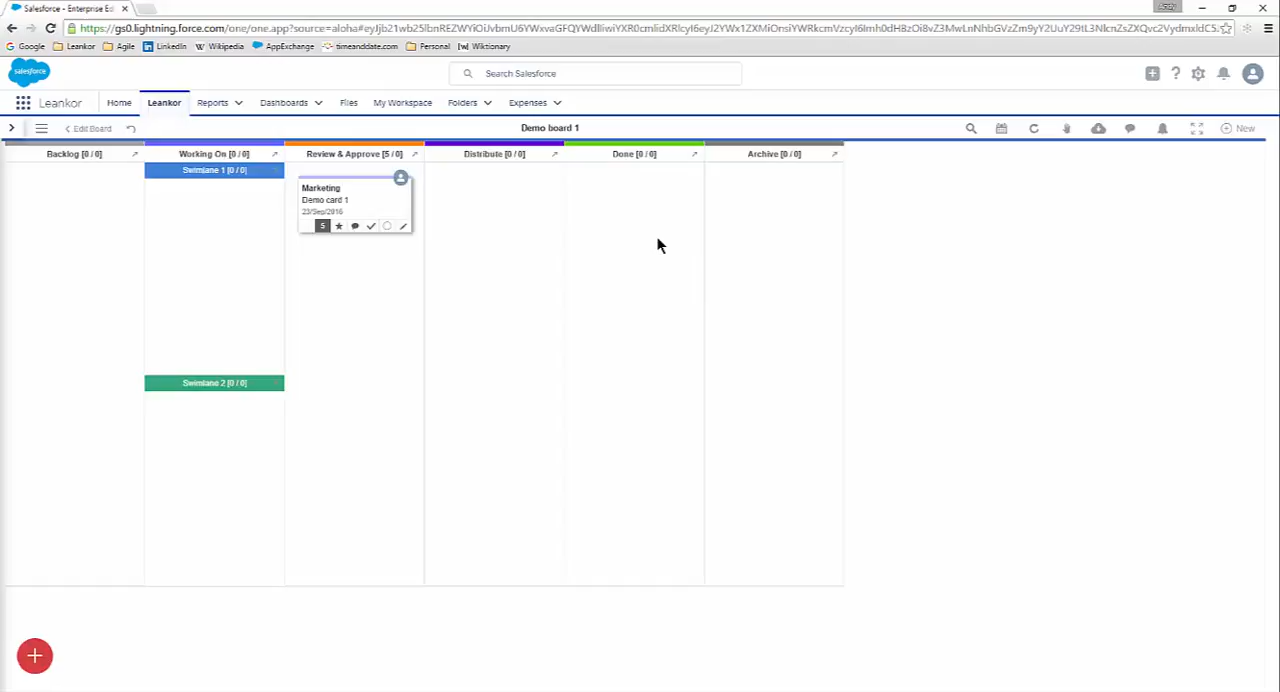 Salesforce - Enterprise Ed
https://gs0.lightning.force.com/one/one.app?source=aloha
Google Leankor Agile LinkedIn Wikipedia AppExchange timeanddate.com Personal Wiktionary
salesforce
Search Salesforce
Leankor Home Leankor Reports Dashboards Files My Workspace Folders Expenses
Edit Board Demo board 1 New
Backlog [0 / 0] Working On [0 / 0] Review & Approve [5 / 0] Distribute [0 / 0] Done [0 / 0] Archive [0 / 0]
Swimlane 1 [0 / 0]
Marketing
Demo card 1
23/Sep/2016
5
Swimlane 2 [0 / 0]